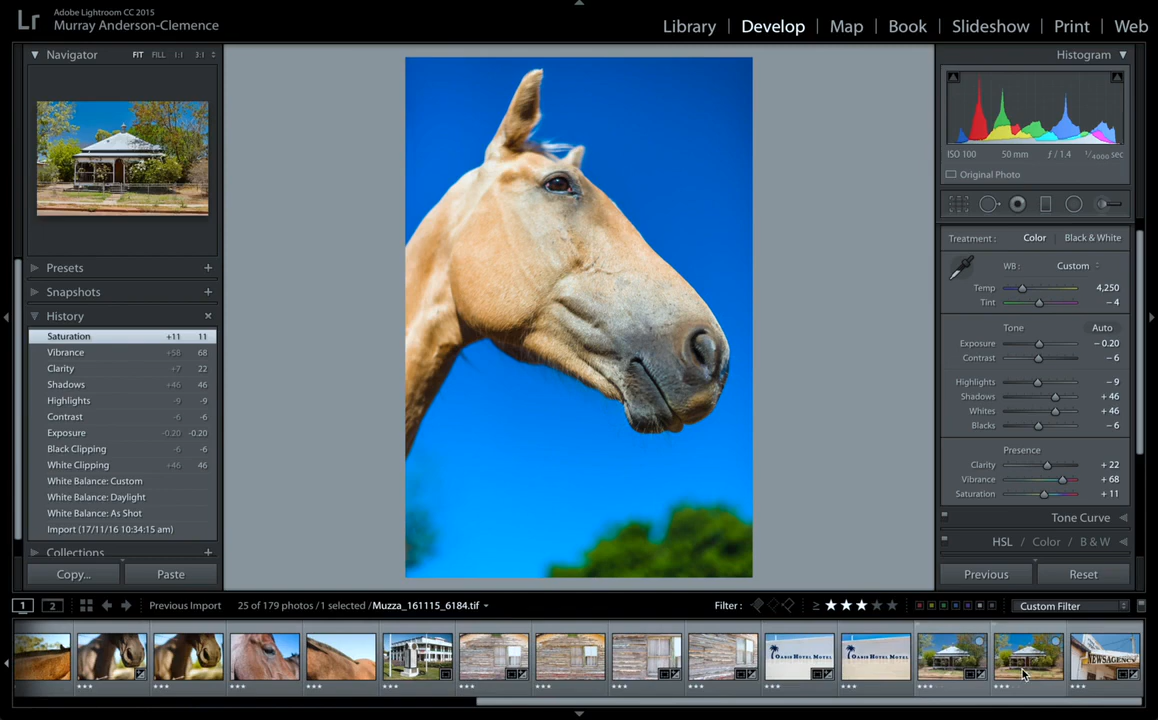 Lr
Adobe Lightroom CC 2015
Murray Anderson-Clemence
Library | Develop | Map | Book | Slideshow | Print | Web
Navigator FIT FILL 1:1 3:1
Presets +
Snapshots +
History ×
Saturation +11 11
Vibrance +58 68
Clarity +7 22
Shadows +46 46
Highlights -9 -9
Contrast -6 -6
Exposure -0.20 -0.20
Black Clipping -6 -6
White Clipping +46 46
White Balance: Custom
White Balance: Daylight
White Balance: As Shot
Import (17/11/16 10:34:15 am)
Collections +
Copy... Paste
Histogram
ISO 100 50 mm ƒ / 1.4 1/4000 sec
Original Photo
Treatment : Color | Black & White
WB : Custom
Temp 4,250
Tint – 4
Tone Auto
Exposure – 0.20
Contrast – 6
Highlights – 9
Shadows + 46
Whites + 46
Blacks – 6
Presence
Clarity + 22
Vibrance + 68
Saturation + 11
Tone Curve
HSL / Color / B & W
Previous Reset
1 2 Previous Import 25 of 179 photos / 1 selected / Muzza_161115_6184.tif Filter : ≥ ★★★★★ Custom Filter
OASIS HOTEL MOTEL
OASIS HOTEL MOTEL
NEWSAGENCY